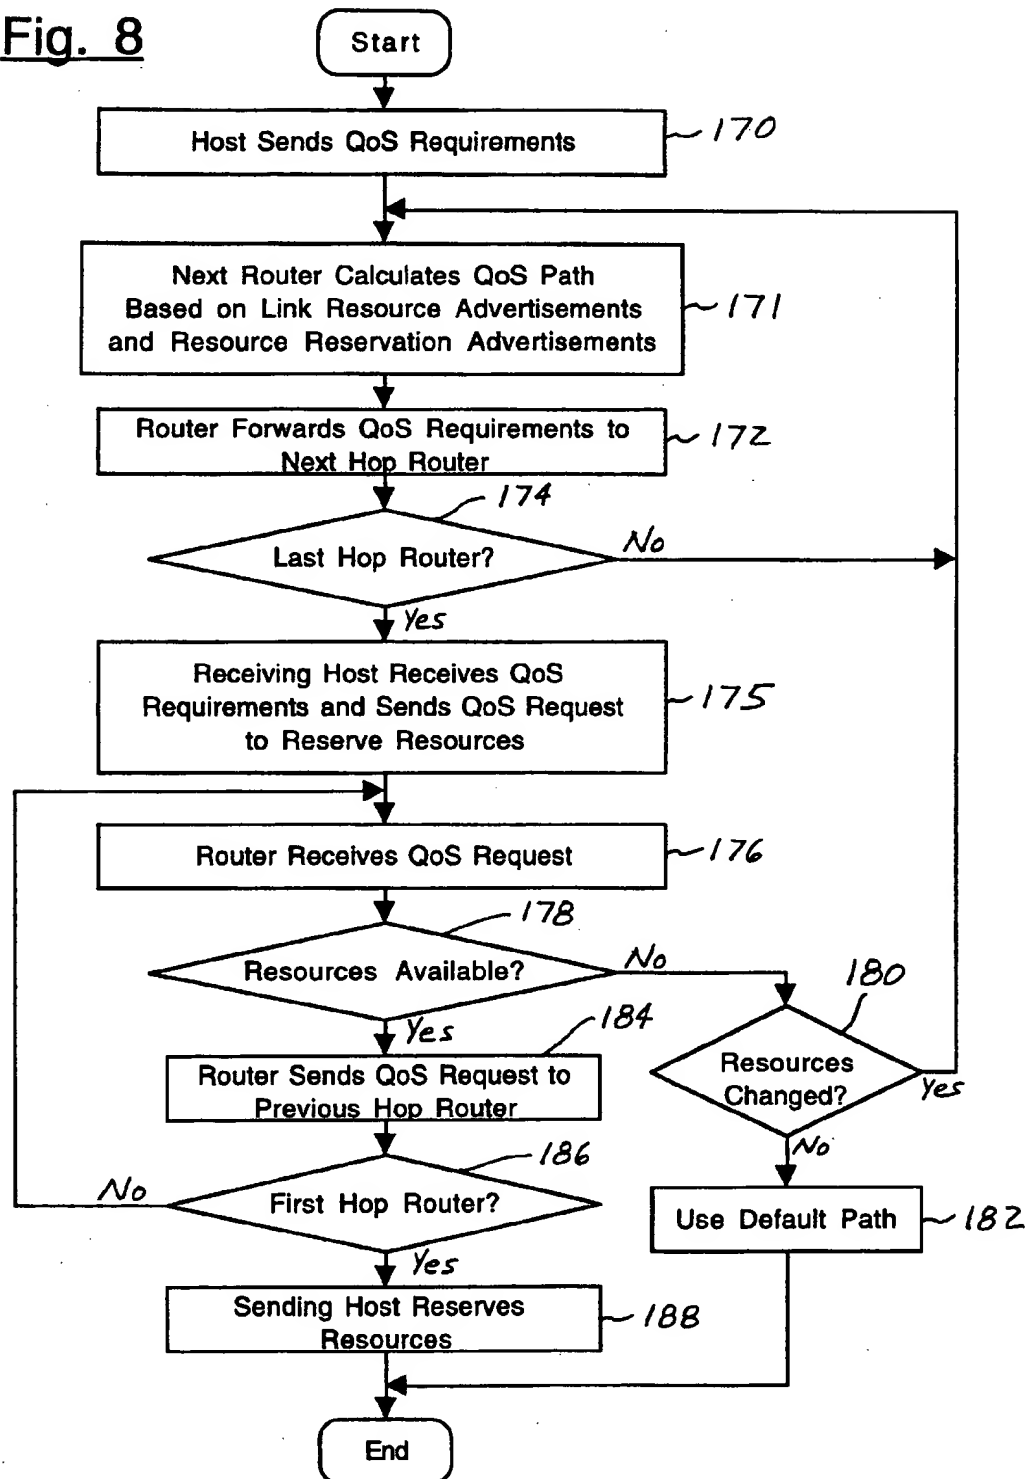 Fig. 8
Start
Host Sends QoS Requirements
170
Next Router Calculates QoS Path
Based on Link Resource Advertisements
and Resource Reservation Advertisements
171
Router Forwards QoS Requirements to
Next Hop Router
172
174
Last Hop Router?
No
Yes
Receiving Host Receives QoS
Requirements and Sends QoS Request
to Reserve Resources
175
Router Receives QoS Request
176
178
Resources Available?
No
180
Yes
184
Resources
Changed?
Yes
Router Sends QoS Request to
Previous Hop Router
No
186
First Hop Router?
No
Use Default Path
182
Yes
Sending Host Reserves
Resources
188
End